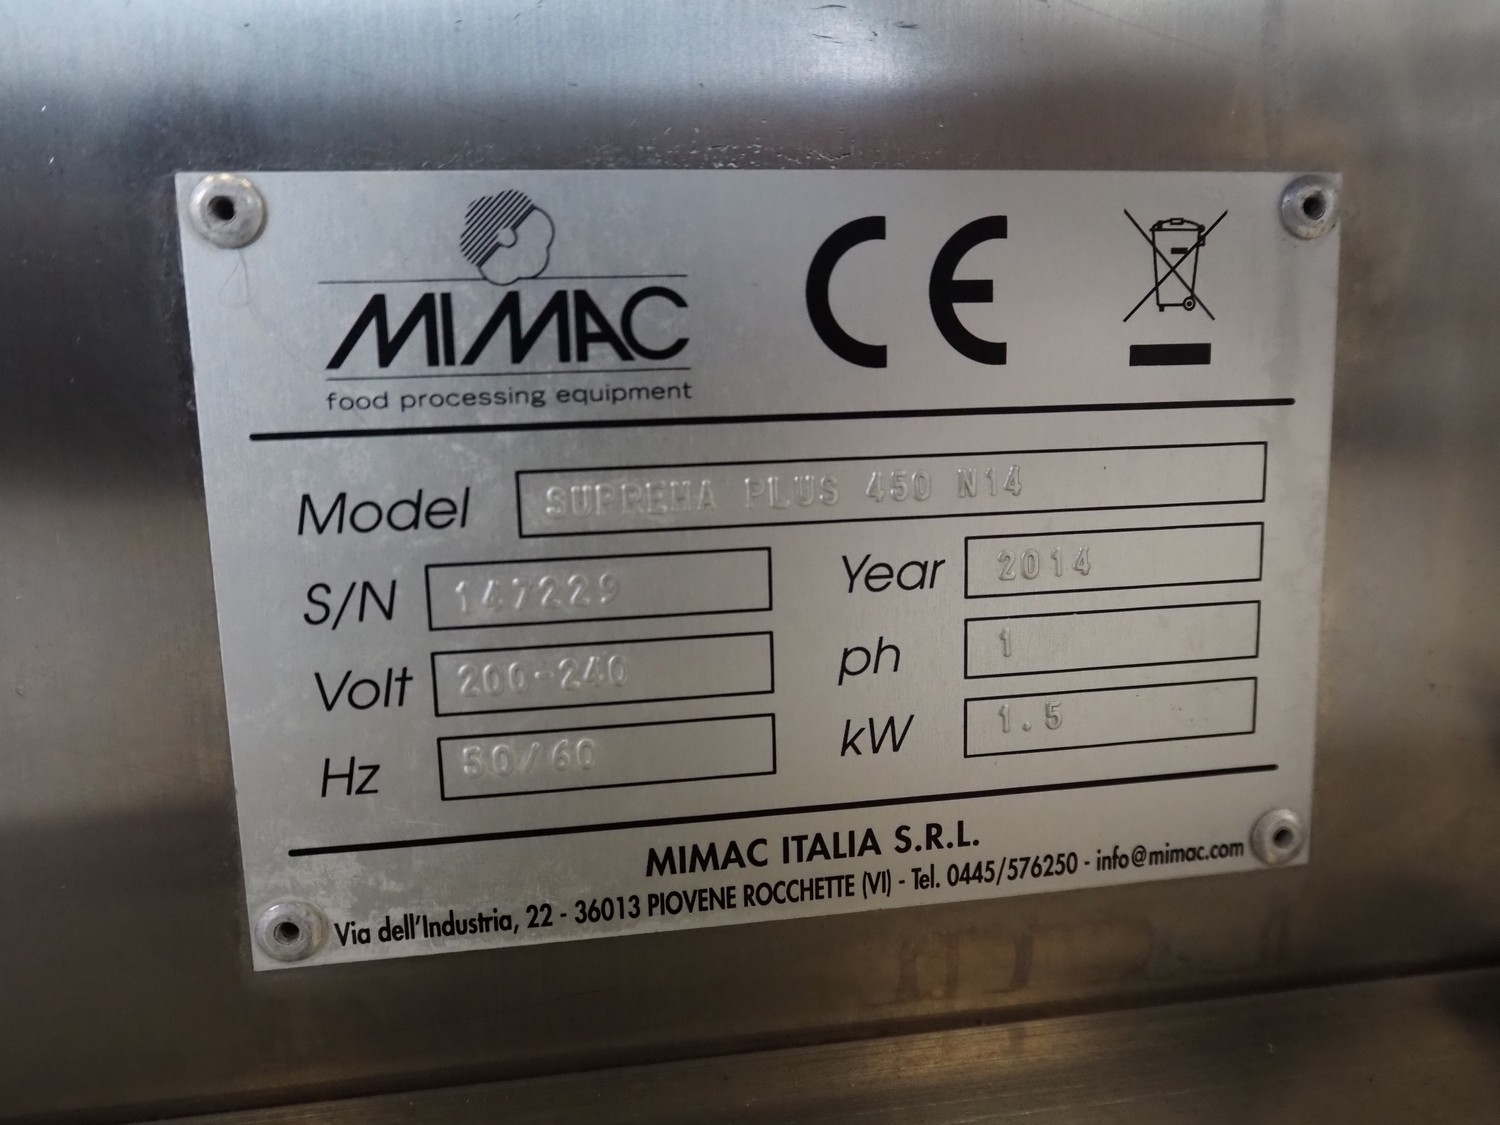 MIMAC
food processing equipment
CE
Model SUPREMA PLUS 450 N14
S/N 147229 Year 2014
Volt 200-240 ph 1
Hz 50/60 kW 1.5
MIMAC ITALIA S.R.L.
Via dell'Industria, 22 - 36013 PIOVENE ROCCHETTE (VI) - Tel. 0445/576250 - info@mimac.com